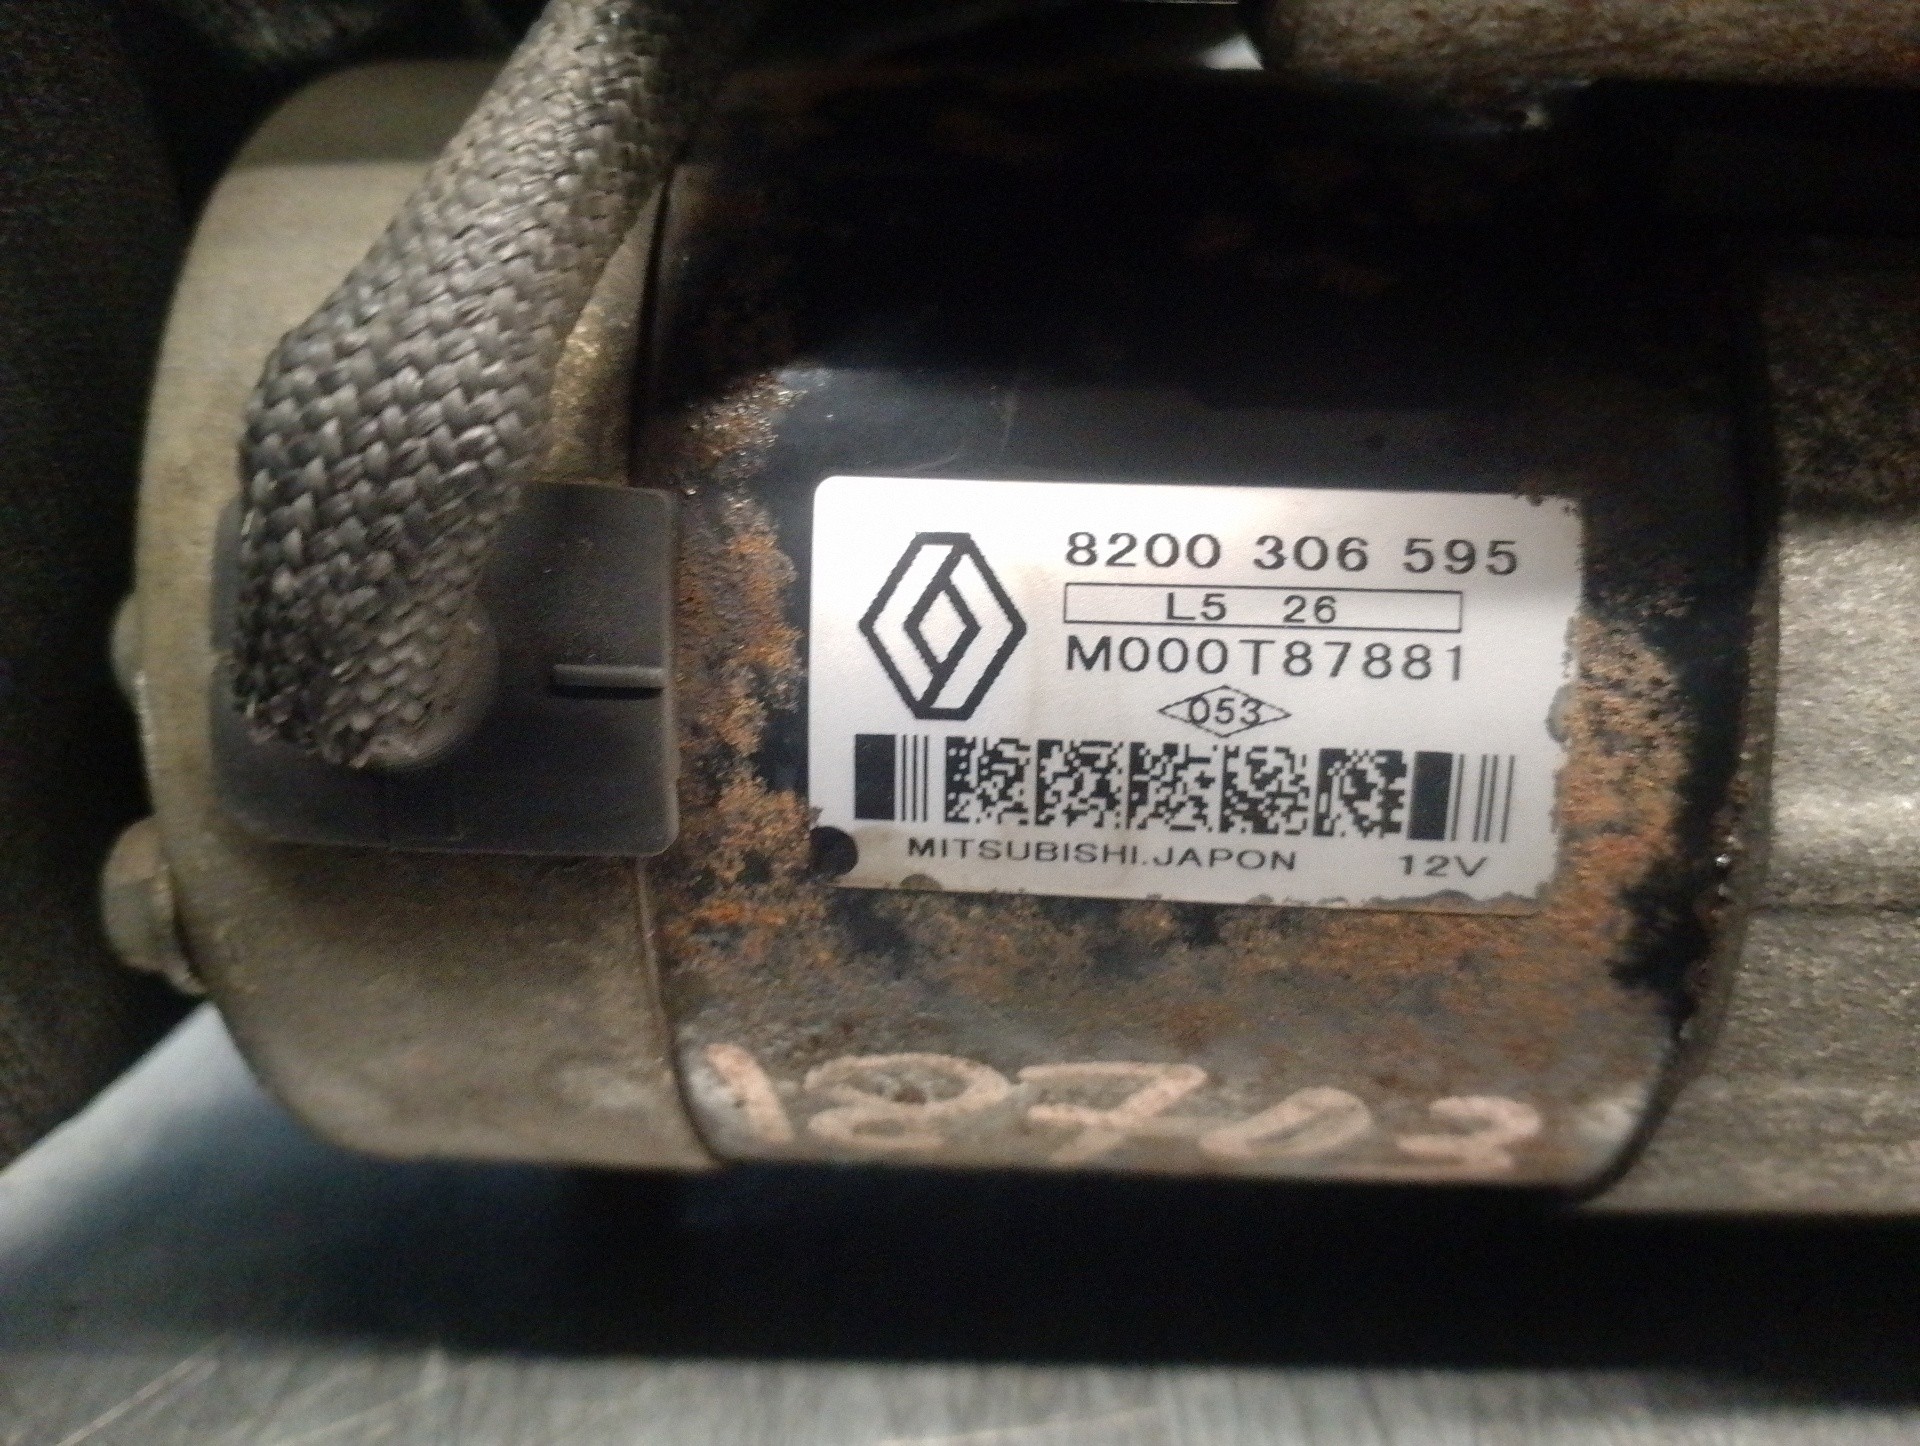 8200 306 595
L5 26
M000T87881
053
MITSUBISHI.JAPON 12V
18703